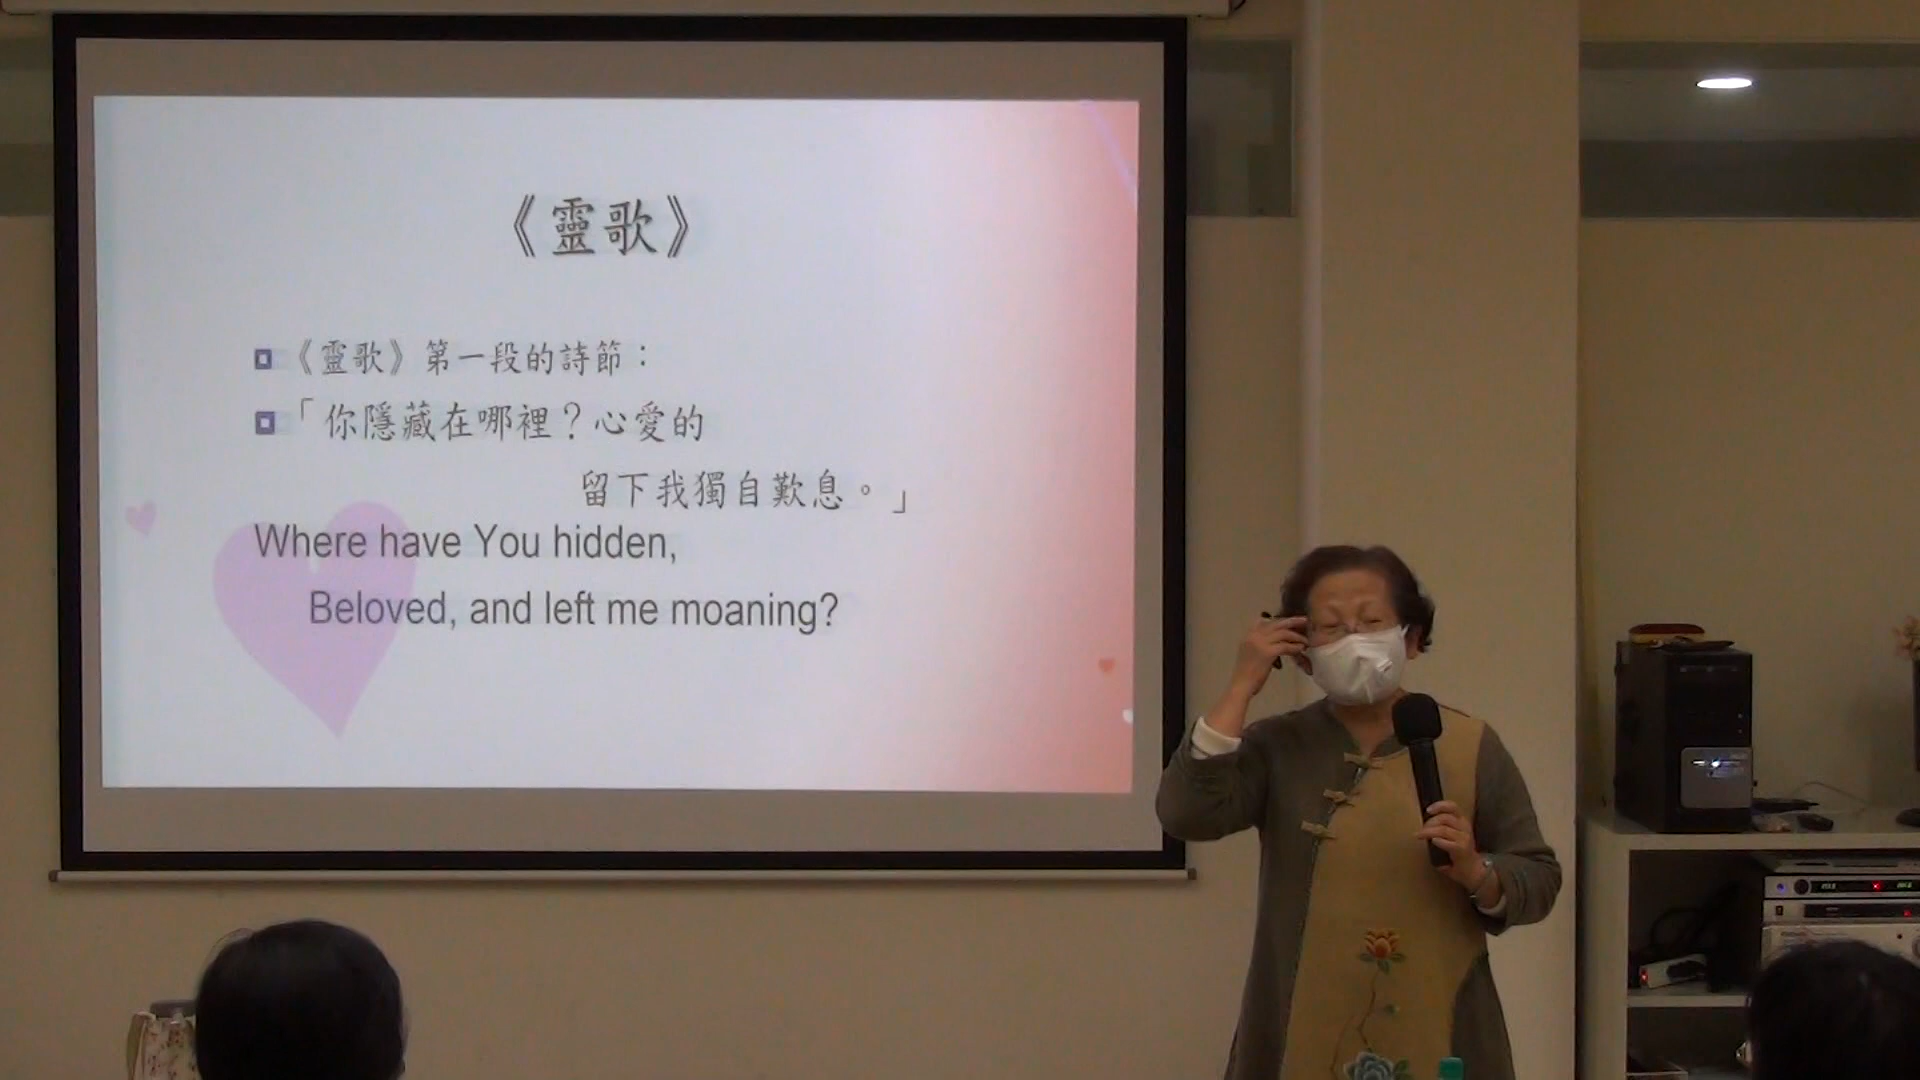 《靈歌》
《靈歌》第一段的詩節：
「你隱藏在哪裡？心愛的
留下我獨自歎息。」
Where have You hidden,
Beloved, and left me moaning?